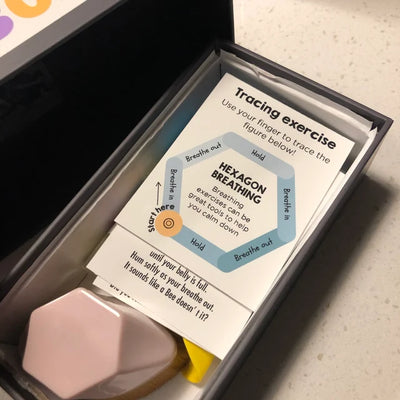 Tracing exercise
Use your finger to trace the
figure below!
Start here
Breathe in
Breathe out
Hold
Breathe in
Breathe out
Hold
HEXAGON
BREATHING
Breathing
exercises can be
great tools to help
you calm down
until your belly is full.
Hum softly as your breathe out.
It sounds like a Bee doesn't it?